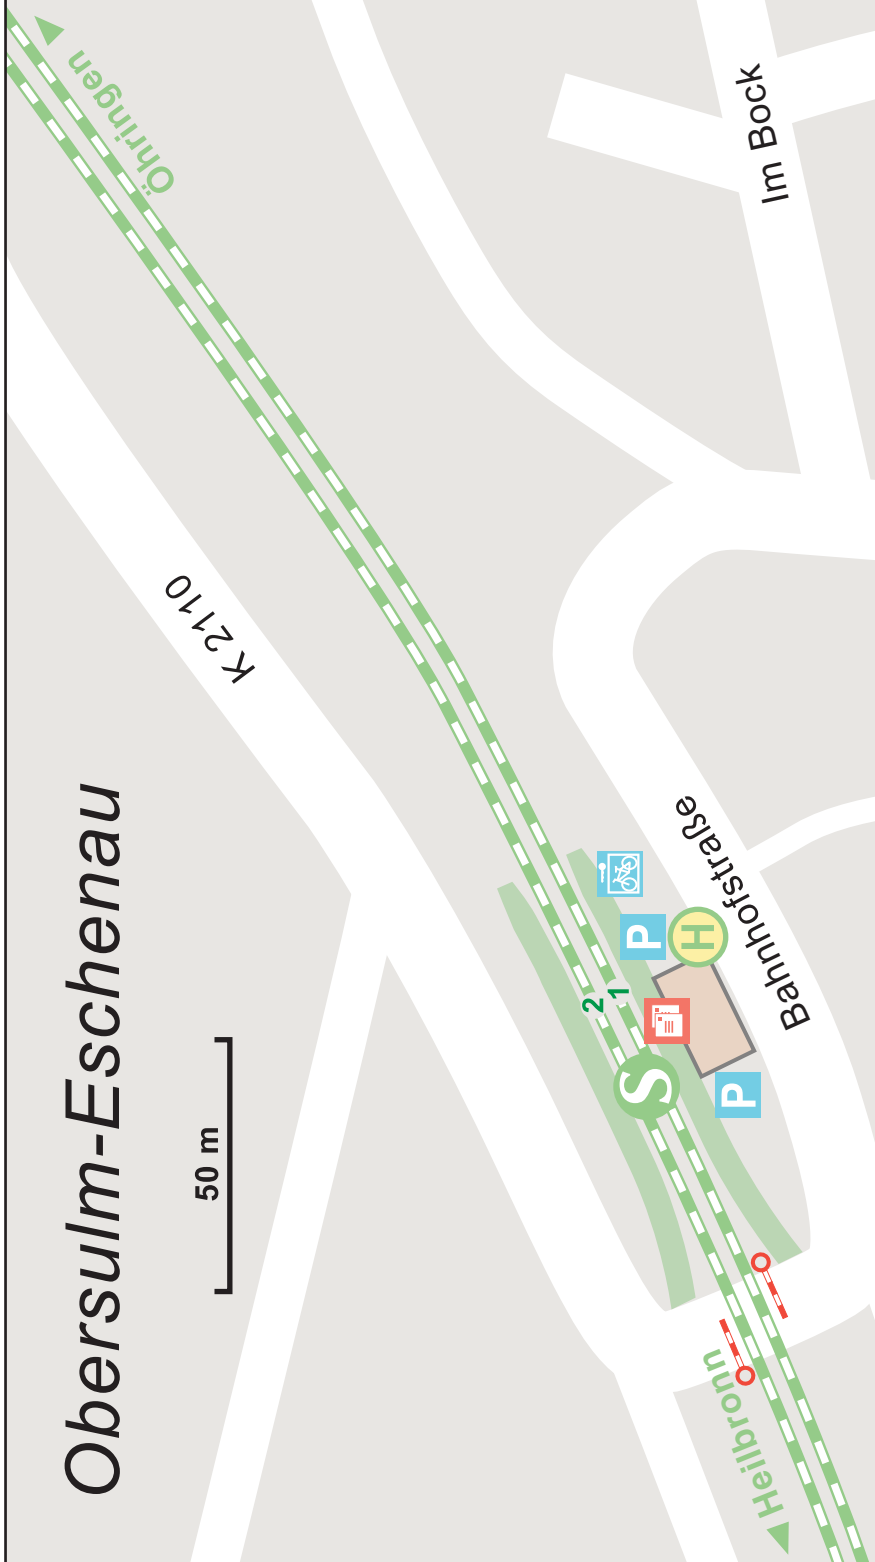 Obersulm-Eschenau
50 m
K 2110
Öhringen
Im Bock
Bahnhofstraße
2
1
S
H
P
P
Heilbronn